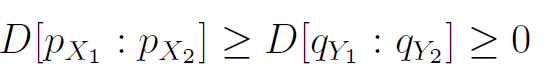 D[p_{X_1} : p_{X_2}] ≥ D[q_{Y_1} : q_{Y_2}] ≥ 0